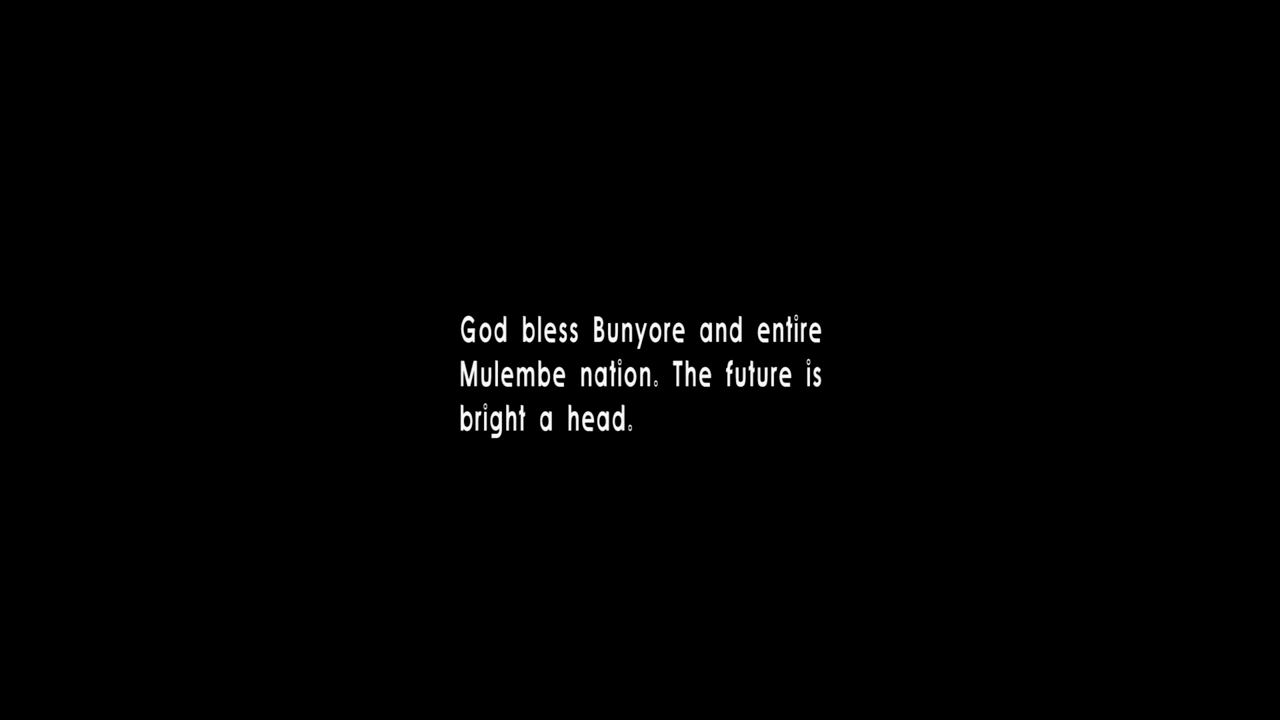 God bless Bunyore and entire
Mulembe nation. The future is
bright a head.